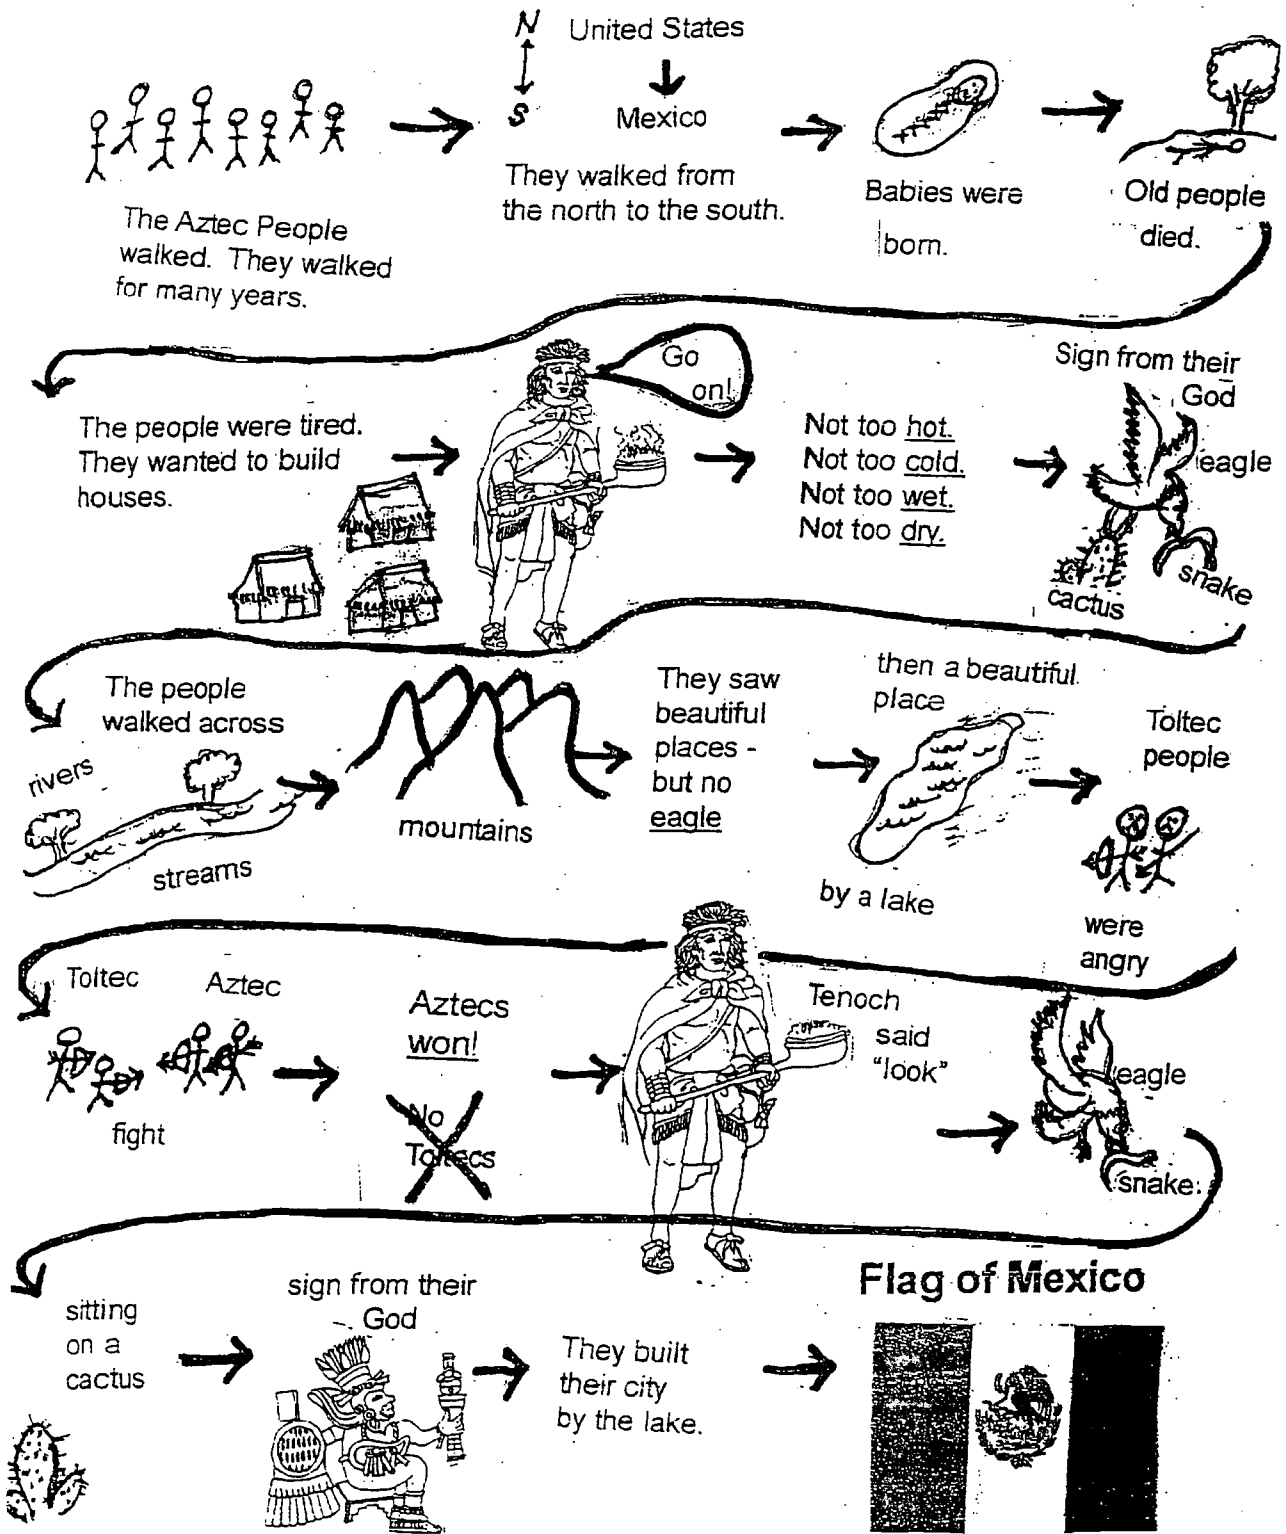 N
S
United States
Mexico
The Aztec People
walked. They walked
for many years.
They walked from
the north to the south.
Babies were
born.
Old people
died.
The people were tired.
They wanted to build
houses.
Go
on!
Not too hot.
Not too cold.
Not too wet.
Not too dry.
Sign from their
God
eagle
snake
cactus
The people
walked across
rivers
streams
mountains
They saw
beautiful
places -
but no
eagle
then a beautiful
place
by a lake
Toltec
people
were
angry
Toltec
Aztec
fight
Aztecs
won!
No
Toltecs
Tenoch
said
"look"
eagle
snake.
sitting
on a
cactus
sign from their
God
They built
their city
by the lake.
Flag of Mexico